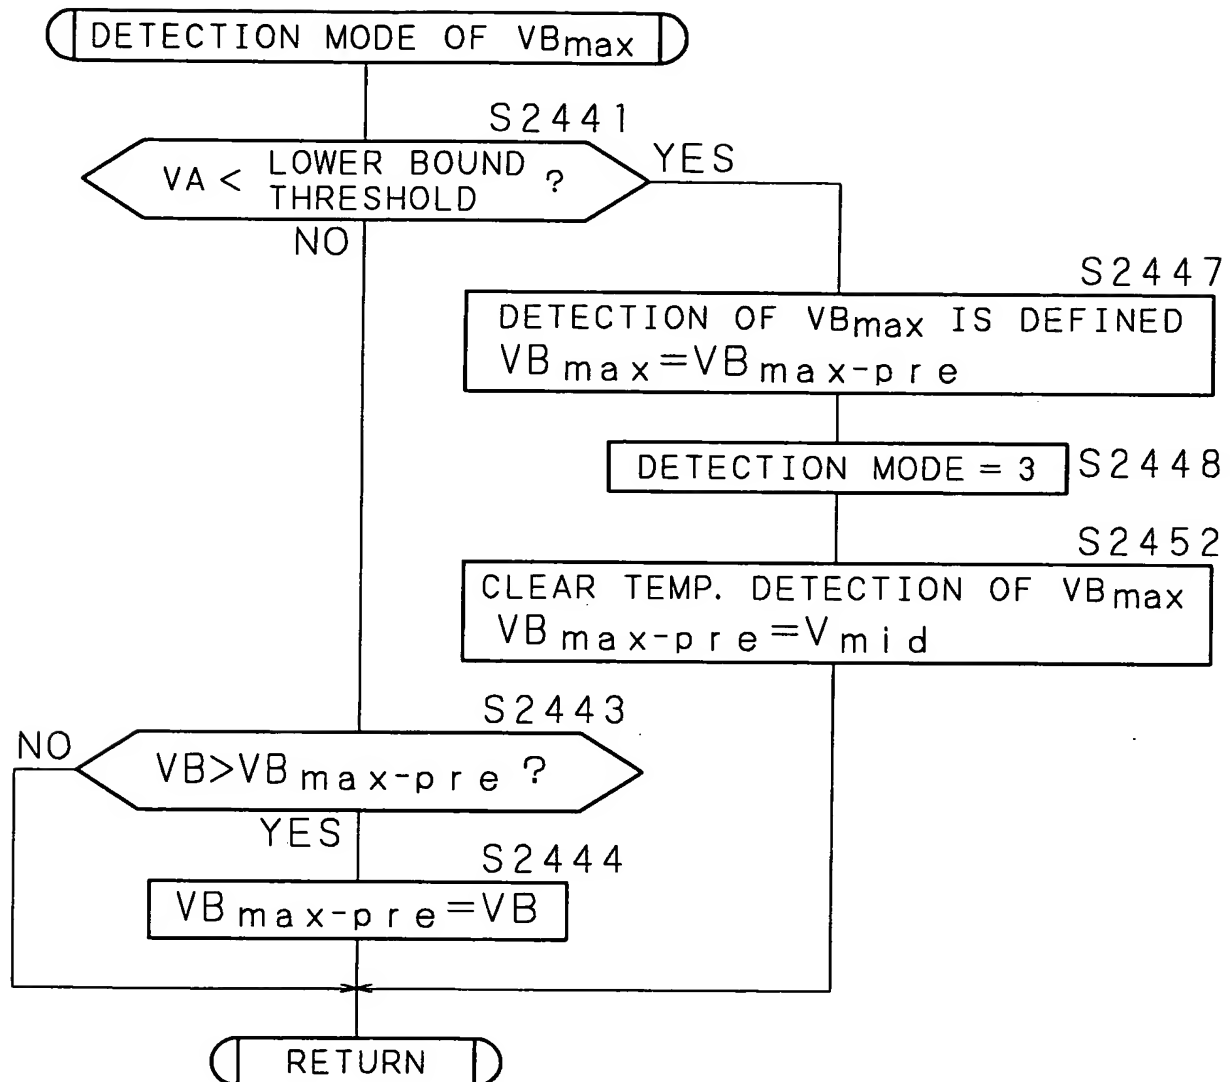 DETECTION MODE OF VBmax
S2441
VA < LOWER BOUND THRESHOLD ?
YES
NO
S2447
DETECTION OF VBmax IS DEFINED
VBmax=VBmax-pre
DETECTION MODE = 3
S2448
S2452
CLEAR TEMP. DETECTION OF VBmax
VBmax-pre=Vmid
S2443
NO
VB>VBmax-pre ?
YES
S2444
VBmax-pre=VB
RETURN